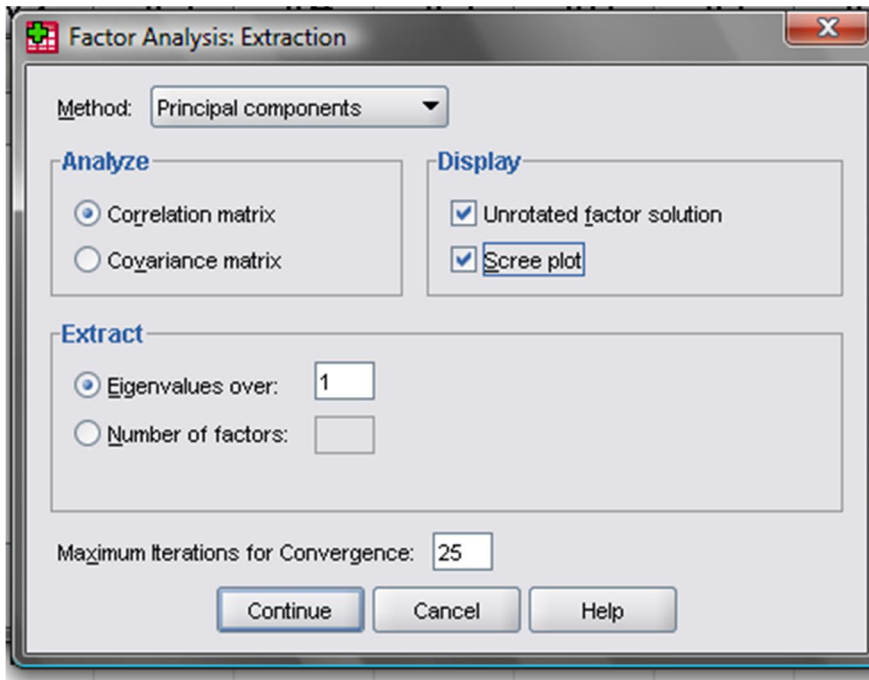 Factor Analysis: Extraction
Method: Principal components
Analyze
Correlation matrix
Covariance matrix
Display
Unrotated factor solution
Scree plot
Extract
Eigenvalues over: 1
Number of factors:
Maximum Iterations for Convergence: 25
Continue Cancel Help